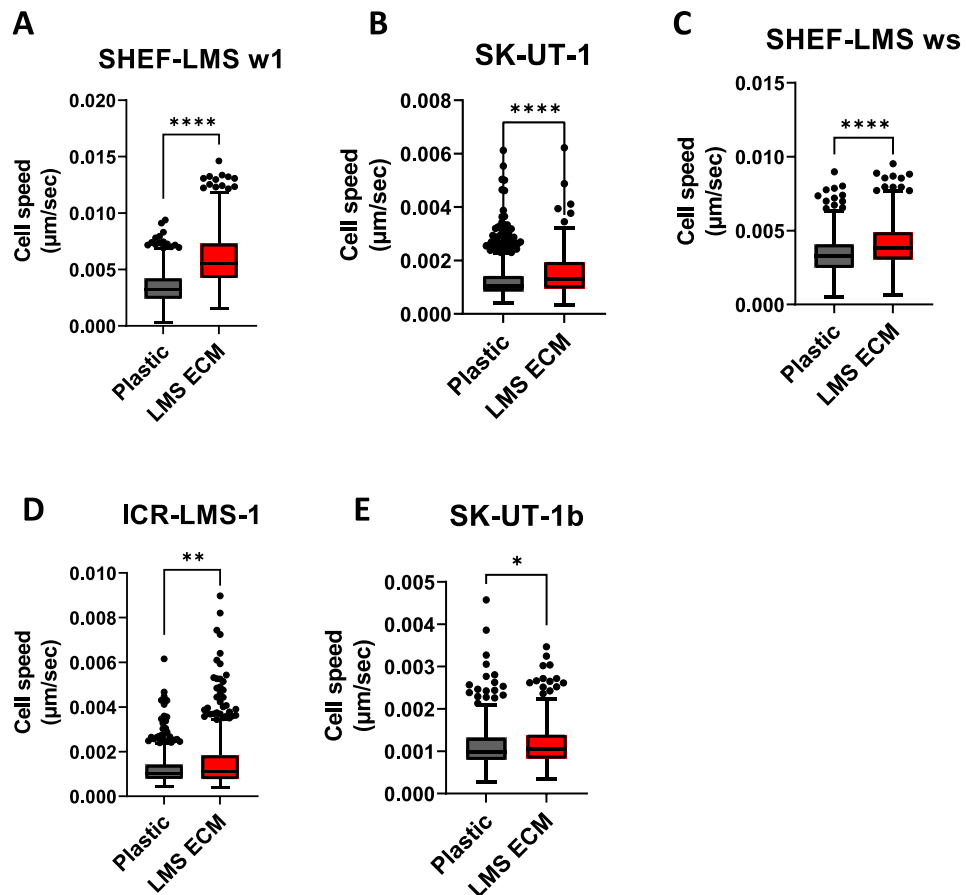 A
SHEF-LMS w1
0.020
0.015
0.010
0.005
0.000
Cell speed
(µm/sec)
****
Plastic
LMS ECM
B
SK-UT-1
0.008
0.006
0.004
0.002
0.000
Cell speed
(µm/sec)
****
Plastic
LMS ECM
C
SHEF-LMS ws
0.015
0.010
0.005
0.000
Cell speed
(µm/sec)
****
Plastic
LMS ECM
D
ICR-LMS-1
0.010
0.008
0.006
0.004
0.002
0.000
Cell speed
(µm/sec)
**
Plastic
LMS ECM
E
SK-UT-1b
0.005
0.004
0.003
0.002
0.001
0.000
Cell speed
(µm/sec)
*
Plastic
LMS ECM